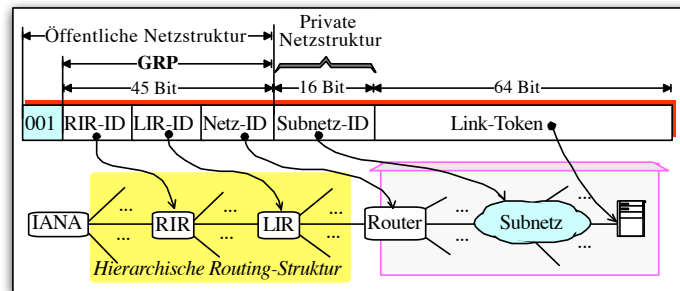 Öffentliche Netzstruktur
Private
Netzstruktur
GRP
45 Bit
16 Bit
64 Bit
001
RIR-ID
LIR-ID
Netz-ID
Subnetz-ID
Link-Token
...
...
...
...
...
IANA
RIR
LIR
Router
Subnetz
...
...
...
...
...
Hierarchische Routing-Struktur